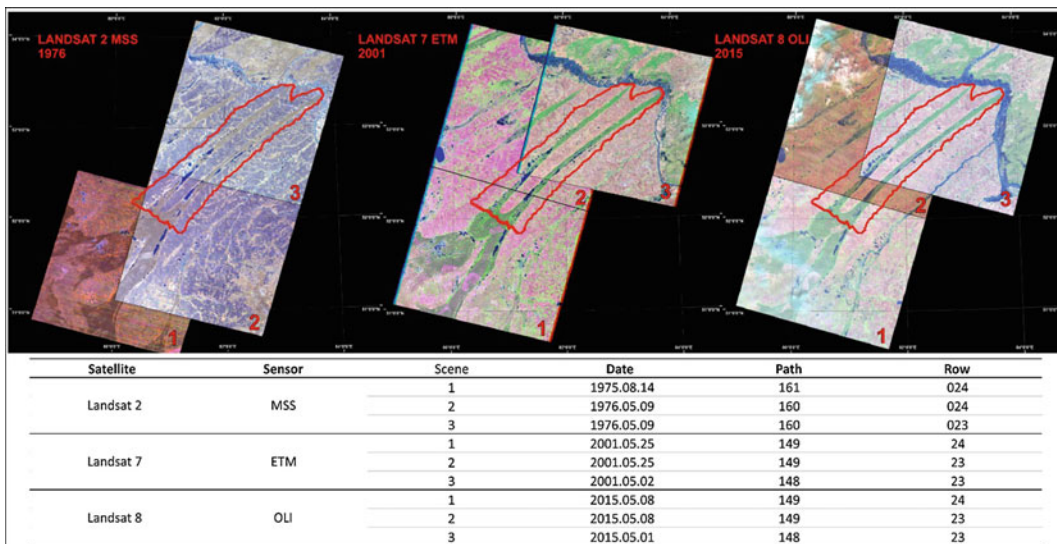 LANDSAT 2 MSS
1976
3
2
1
LANDSAT 7 ETM
2001
2
3
1
LANDSAT 8 OLI
2015
2
3
1
Satellite Sensor Scene Date Path Row
Landsat 2 MSS 1 1975.08.14 161 024
2 1976.05.09 160 024
3 1976.05.09 160 023
Landsat 7 ETM 1 2001.05.25 149 24
2 2001.05.25 149 23
3 2001.05.02 148 23
Landsat 8 OLI 1 2015.05.08 149 24
2 2015.05.08 149 23
3 2015.05.01 148 23